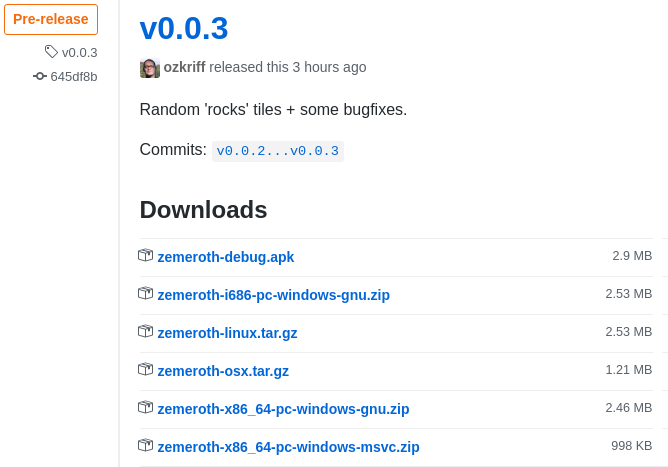 Pre-release
v0.0.3
645df8b
v0.0.3
ozkriff released this 3 hours ago
Random 'rocks' tiles + some bugfixes.
Commits: v0.0.2...v0.0.3
Downloads
zemeroth-debug.apk 2.9 MB
zemeroth-i686-pc-windows-gnu.zip 2.53 MB
zemeroth-linux.tar.gz 2.53 MB
zemeroth-osx.tar.gz 1.21 MB
zemeroth-x86_64-pc-windows-gnu.zip 2.46 MB
zemeroth-x86_64-pc-windows-msvc.zip 998 KB